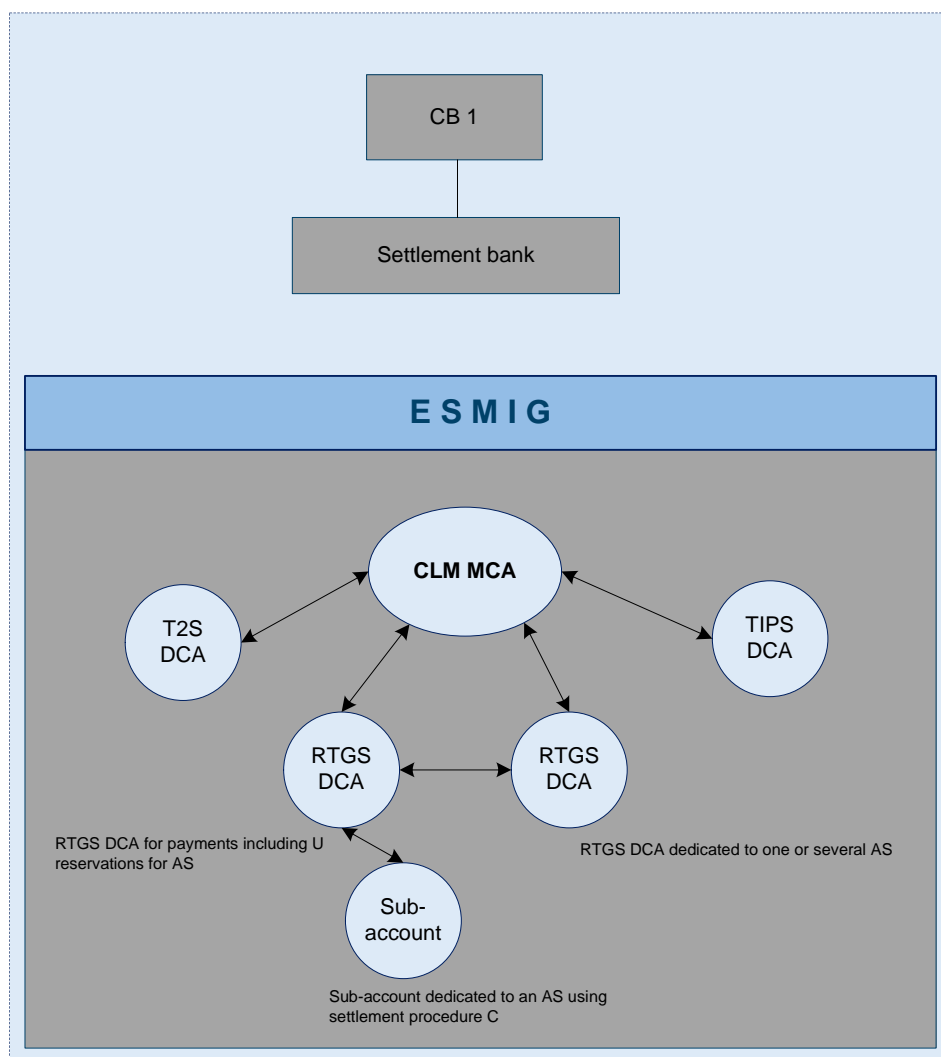 CB 1
Settlement bank
E S M I G
CLM MCA
T2S
DCA
TIPS
DCA
RTGS
DCA
RTGS
DCA
RTGS DCA for payments including U
reservations for AS
RTGS DCA dedicated to one or several AS
Sub-
account
Sub-account dedicated to an AS using
settlement procedure C